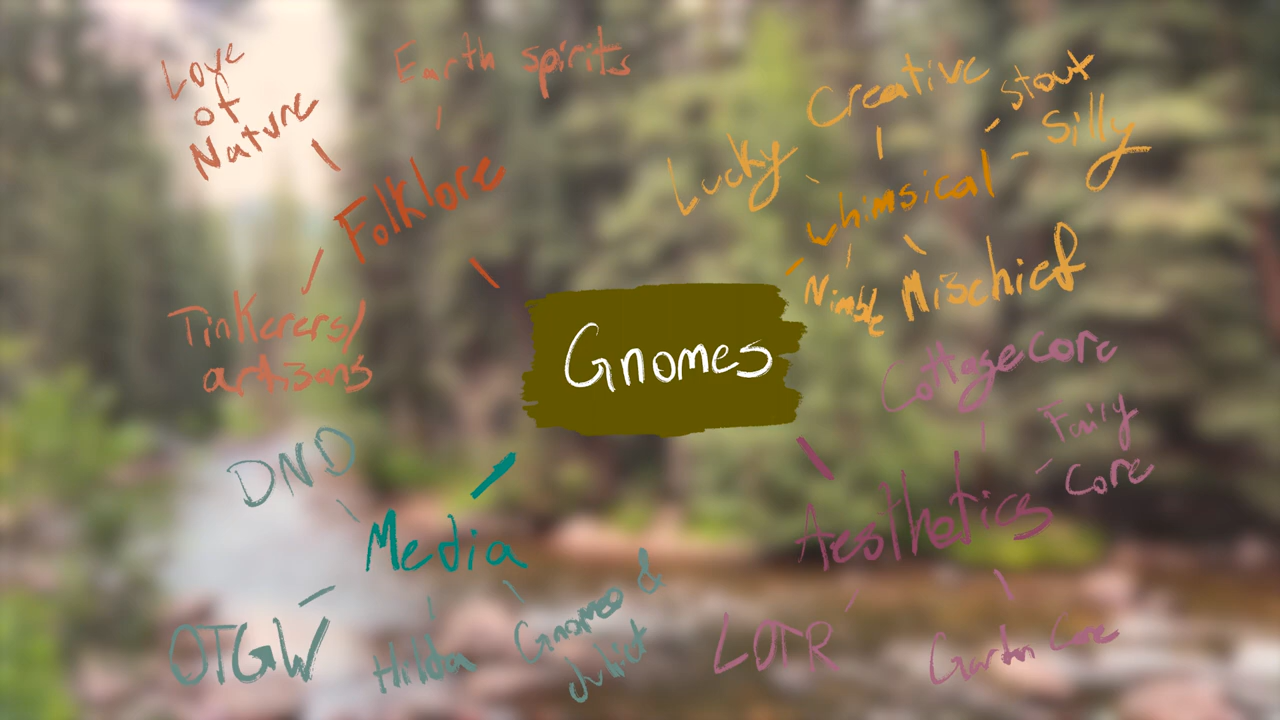 Love
of
Nature
Earth spirits
Folklore
Tinkerers/
artisans
Creative
stout
Silly
Lucky
whimsical
Nimble
Mischief
Gnomes
Cottagecore
Fairy
Core
Aesthetics
LOTR
Garden Core
DND
Media
OTGW
Hilda
Gnomeo &
Juliet